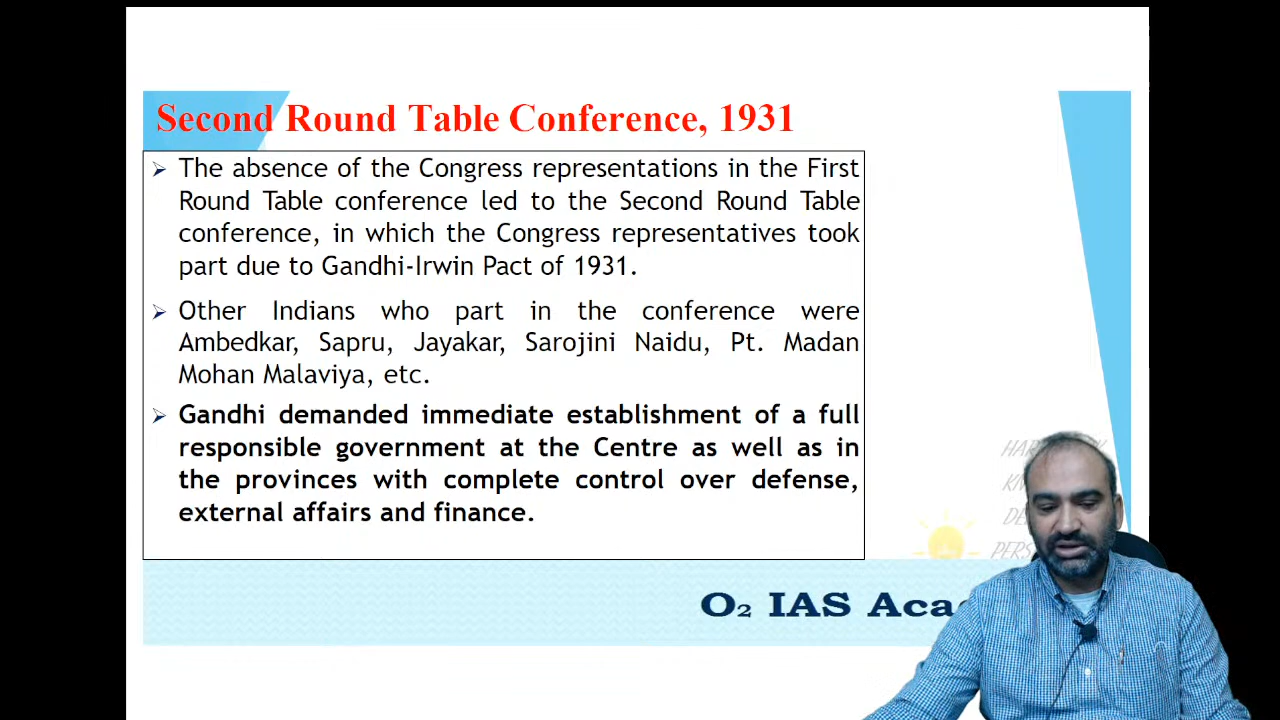 Second Round Table Conference, 1931
➢ The absence of the Congress representations in the First
Round Table conference led to the Second Round Table
conference, in which the Congress representatives took
part due to Gandhi-Irwin Pact of 1931.
➢ Other Indians who part in the conference were
Ambedkar, Sapru, Jayakar, Sarojini Naidu, Pt. Madan
Mohan Malaviya, etc.
➢ Gandhi demanded immediate establishment of a full
responsible government at the Centre as well as in
the provinces with complete control over defense,
external affairs and finance.
O₂ IAS